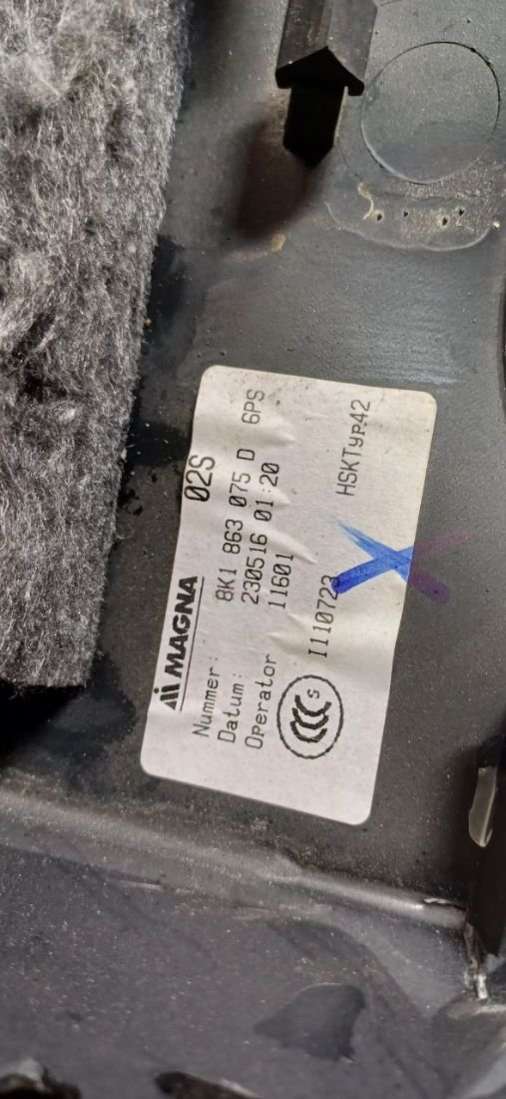 MAGNA 02S
Nummer: 8K1 863 075 D 6PS
Datum: 230516 01:20
Operator 11601
CCC S
I110723 HSKTyp42